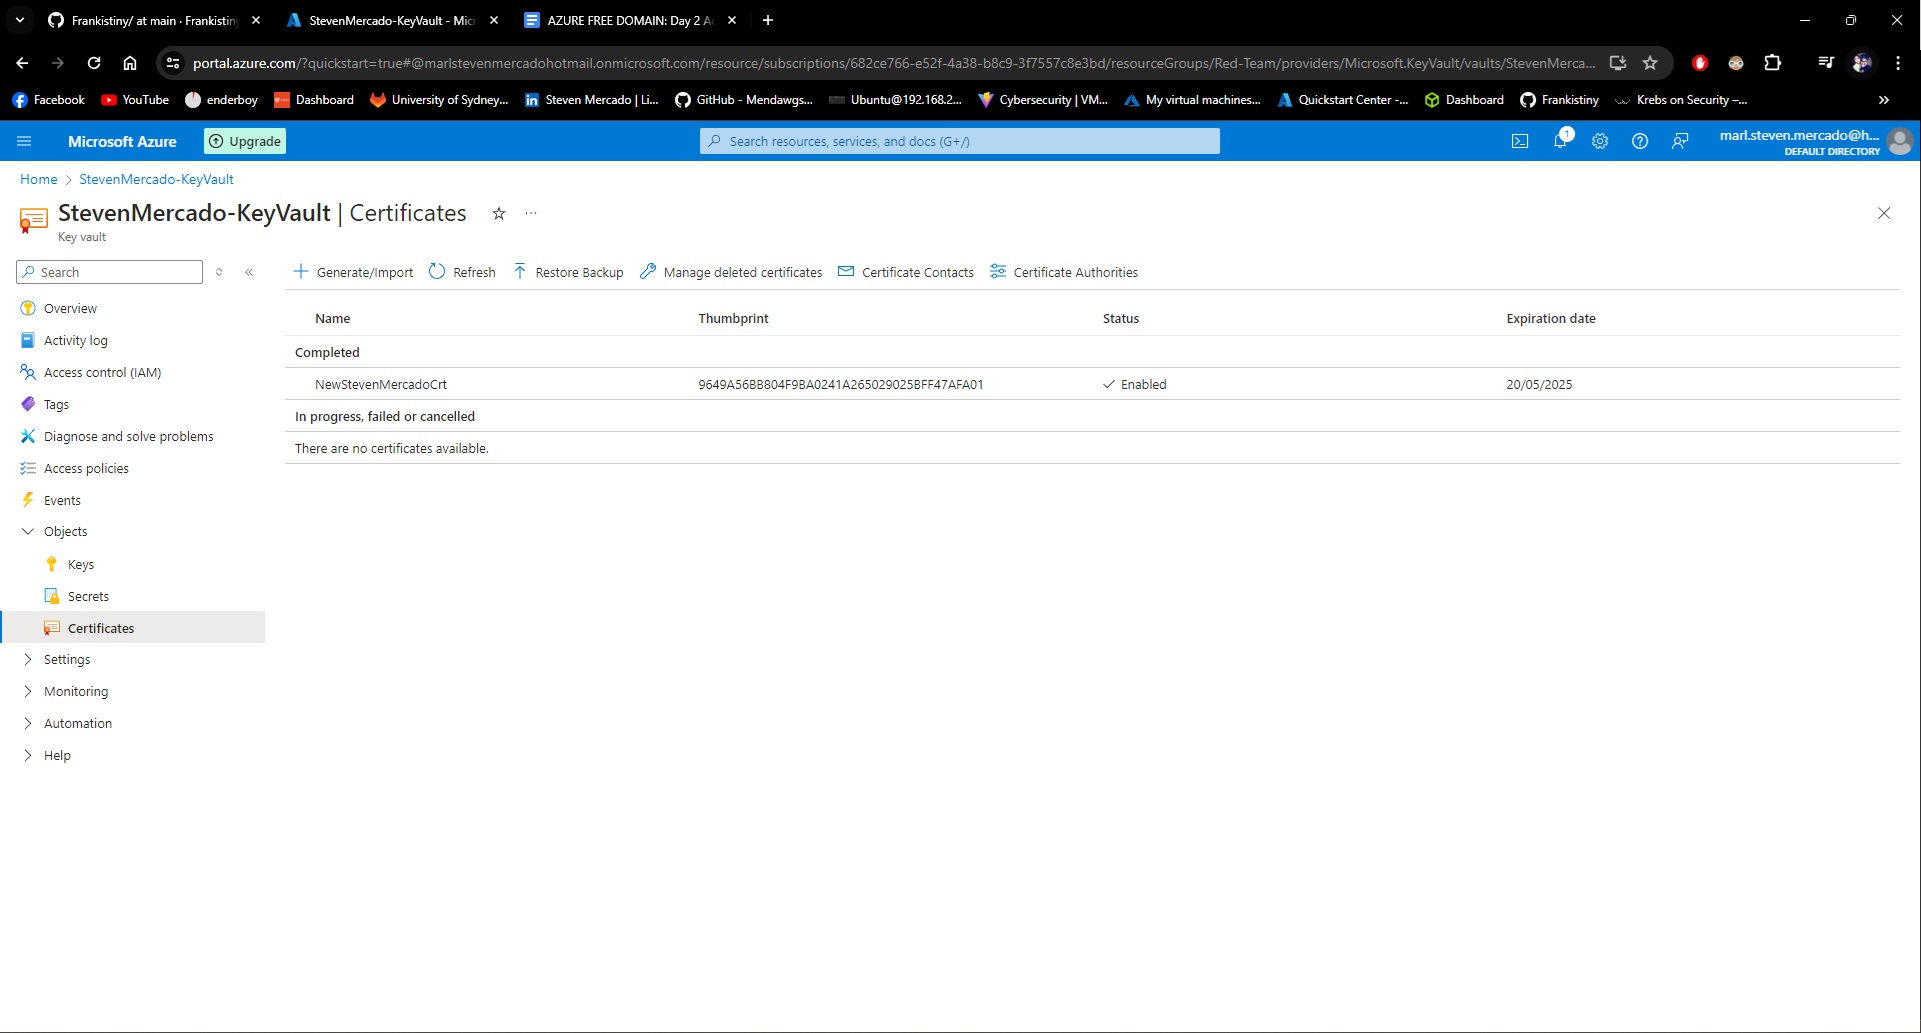 Frankistiny/ at main · Frankistiny
StevenMercado-KeyVault - Micr
AZURE FREE DOMAIN: Day 2 Ac
portal.azure.com/?quickstart=true#@marlstevenmercadohotmail.onmicrosoft.com/resource/subscriptions/682ce766-e52f-4a38-b8c9-3f7557c8e3bd/resourceGroups/Red-Team/providers/Microsoft.KeyVault/vaults/StevenMerca...
Facebook YouTube enderboy Dashboard University of Sydney... Steven Mercado | Li... GitHub - Mendawgs... Ubuntu@192.168.2... Cybersecurity | VM... My virtual machines... Quickstart Center -... Dashboard Frankistiny Krebs on Security –...
Microsoft Azure Upgrade Search resources, services, and docs (G+/) 1 marl.steven.mercado@h...
DEFAULT DIRECTORY
Home > StevenMercado-KeyVault
StevenMercado-KeyVault | Certificates
Key vault
Search
Generate/Import Refresh Restore Backup Manage deleted certificates Certificate Contacts Certificate Authorities
Overview
Activity log
Access control (IAM)
Tags
Diagnose and solve problems
Access policies
Events
Objects
Keys
Secrets
Certificates
Settings
Monitoring
Automation
Help
Name Thumbprint Status Expiration date
Completed
NewStevenMercadoCrt 9649A56BB804F9BA0241A265029025BFF47AFA01 Enabled 20/05/2025
In progress, failed or cancelled
There are no certificates available.